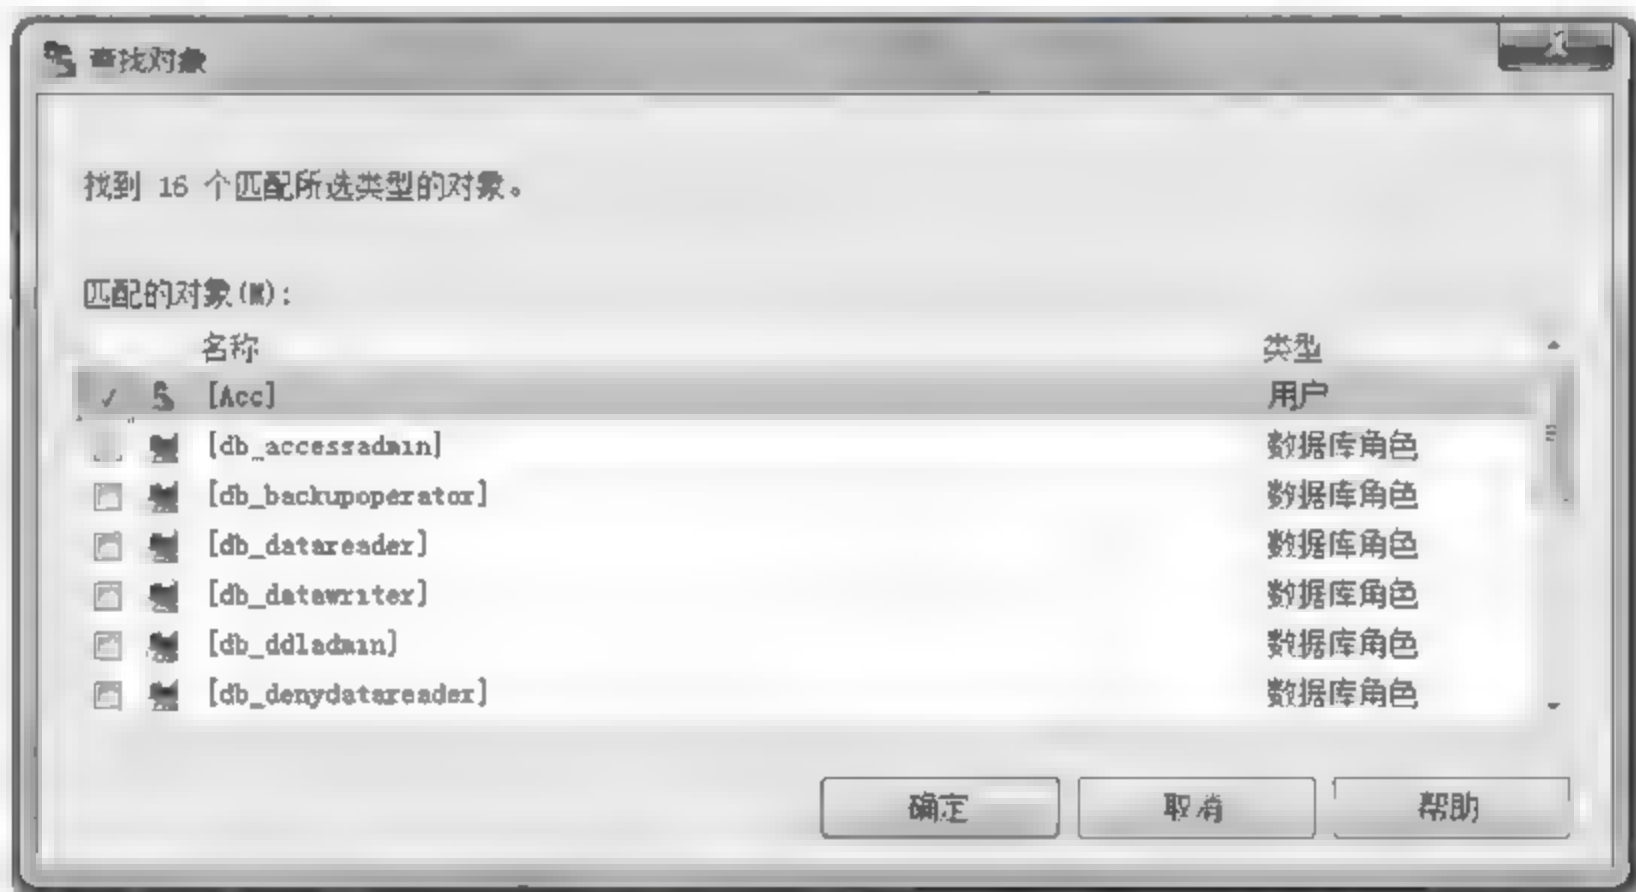 查找对象
找到 16 个匹配所选类型的对象。
匹配的对象(M):
名称 类型
[Acc] 用户
[db_accessadmin] 数据库角色
[db_backupoperator] 数据库角色
[db_datareader] 数据库角色
[db_datawriter] 数据库角色
[db_ddladmin] 数据库角色
[db_denydatareader] 数据库角色
确定 取消 帮助